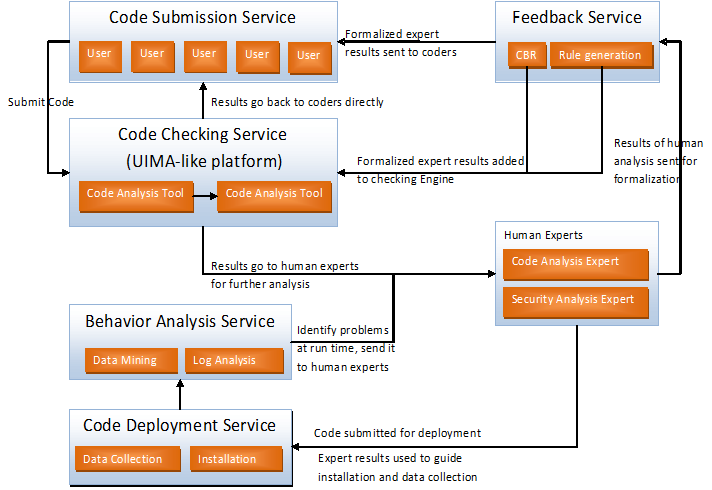 Code Submission Service
User
User
User
User
User
Feedback Service
CBR
Rule generation
Formalized expert
results sent to coders
Submit Code
Results go back to coders directly
Code Checking Service
(UIMA-like platform)
Code Analysis Tool
Code Analysis Tool
Formalized expert results added
to checking Engine
Results of human
analysis sent for
formalization
Results go to human experts
for further analysis
Human Experts
Code Analysis Expert
Security Analysis Expert
Behavior Analysis Service
Data Mining
Log Analysis
Identify problems
at run time, send it
to human experts
Code Deployment Service
Data Collection
Installation
Code submitted for deployment
Expert results used to guide
installation and data collection